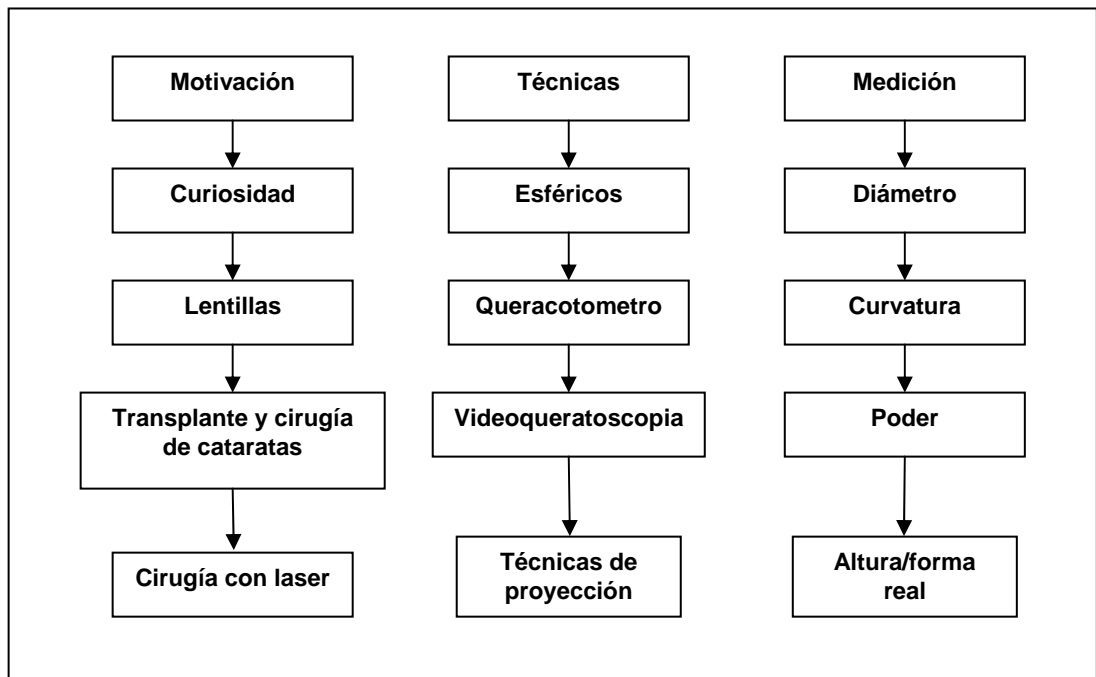 Motivación
Técnicas
Medición
Curiosidad
Esféricos
Diámetro
Lentillas
Queracotometro
Curvatura
Transplante y cirugía
de cataratas
Videoqueratoscopia
Poder
Cirugía con laser
Técnicas de
proyección
Altura/forma
real